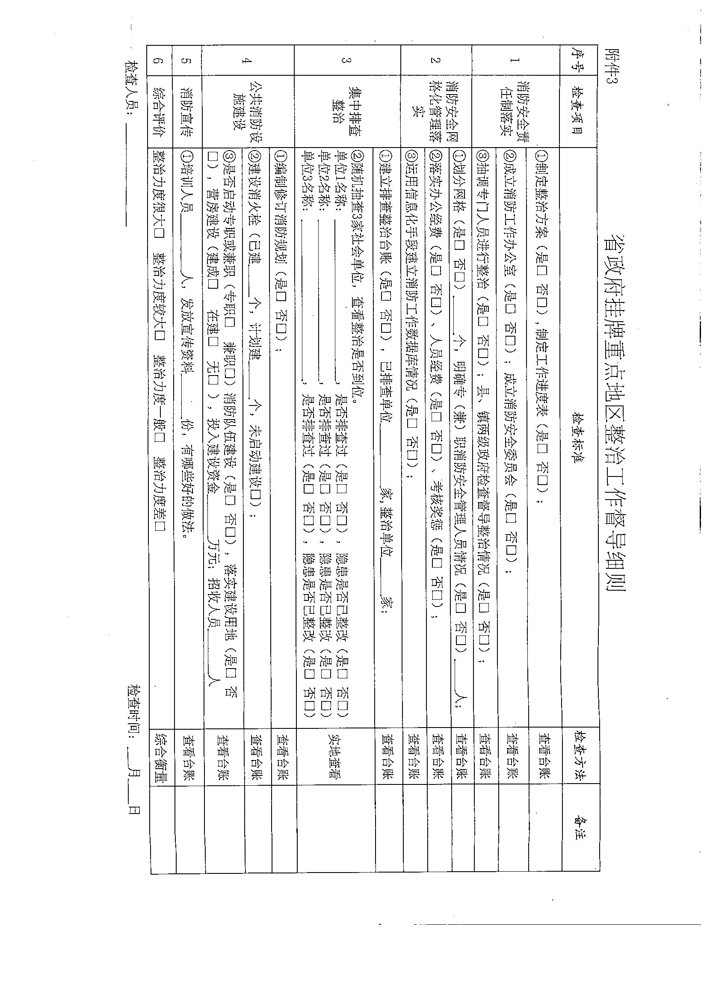 附件3
省政府挂牌重点地区整治工作督导细则
序号 检查项目 检查标准 检查方法 备注
1 消防安全责
任制落实
①制定整治方案（是□ 否□）,制定工作进度表（是□ 否□）； 查看台账
②成立消防工作办公室（是□ 否□）；成立消防安全委员会（是□ 否□）； 查看台账
③抽调专门人员进行整治（是□ 否□）；县、镇两级政府检查督导整治情况（是□ 否□）； 查看台账
2 消防安全网
格化管理落
实
①划分网格（是□ 否□）____个，明确专（兼）职消防安全管理人员情况（是□ 否□）____人； 查看台账
②落实办公经费（是□ 否□）、人员经费（是□ 否□）、考核奖惩（是□ 否□）； 查看台账
③运用信息化手段建立消防工作数据库情况（是□ 否□）； 查看台账
3 集中排查
整治
①建立排查整治台账（是□ 否□），已排查单位________家,整治单位_____家； 查看台账
②随机抽查3家社会单位，查看整治是否到位。
单位1名称：____________________，是否排查过（是□ 否□），隐患是否已整改（是□ 否□）
单位2名称：____________________，是否排查过（是□ 否□），隐患是否已整改（是□ 否□）
单位3名称：____________________，是否排查过（是□ 否□），隐患是否已整改（是□ 否□）
实地查看
4 公共消防设
施建设
①编制修订消防规划（是□ 否□）； 查看台账
②建设消火栓（已建____个，计划建_____个，未启动建设□）； 查看台账
③是否启动专职或兼职（专职□ 兼职□）消防队伍建设（是□ 否□），落实建设用地（是□ 否
□），营房建设（建成□ 在建□ 无□ ），投入建设资金______万元；招收人员______人
查看台账
5 消防宣传 ①培训人员________人，发放宣传资料______份，有哪些好的做法。 查看台账
6 综合评价 整治力度很大□ 整治力度较大□ 整治力度一般□ 整治力度差□ 综合衡量
检查人员：______________ 检查时间：___月____日